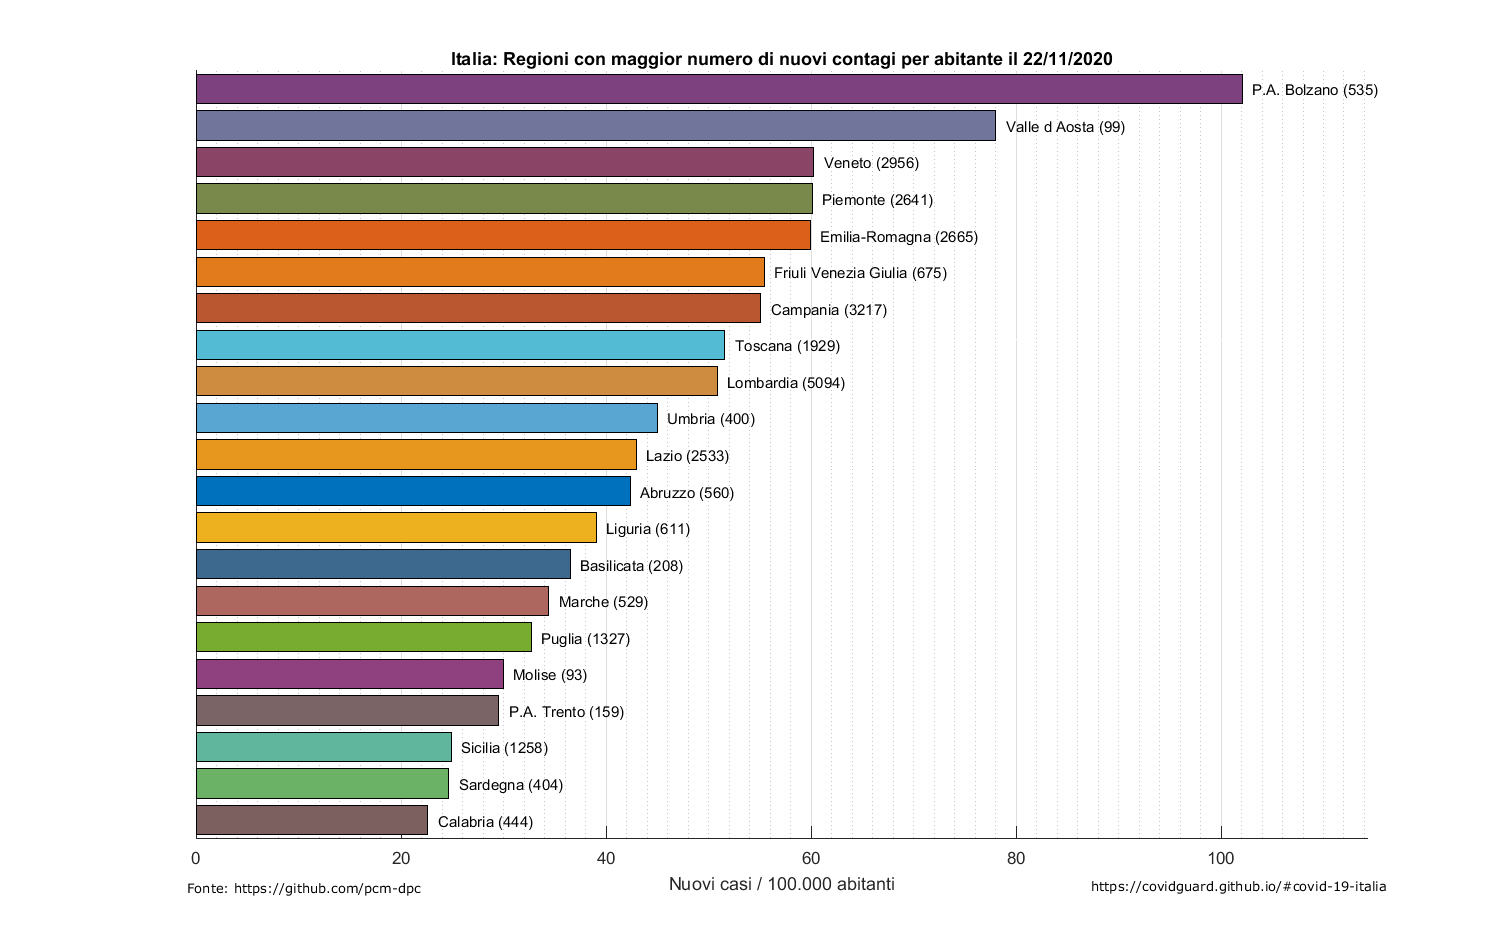 Italia: Regioni con maggior numero di nuovi contagi per abitante il 22/11/2020
P.A. Bolzano (535)
Valle d Aosta (99)
Veneto (2956)
Piemonte (2641)
Emilia-Romagna (2665)
Friuli Venezia Giulia (675)
Campania (3217)
Toscana (1929)
Lombardia (5094)
Umbria (400)
Lazio (2533)
Abruzzo (560)
Liguria (611)
Basilicata (208)
Marche (529)
Puglia (1327)
Molise (93)
P.A. Trento (159)
Sicilia (1258)
Sardegna (404)
Calabria (444)
0 20 40 60 80 100
Nuovi casi / 100.000 abitanti
Fonte: https://github.com/pcm-dpc
https://covidguard.github.io/#covid-19-italia